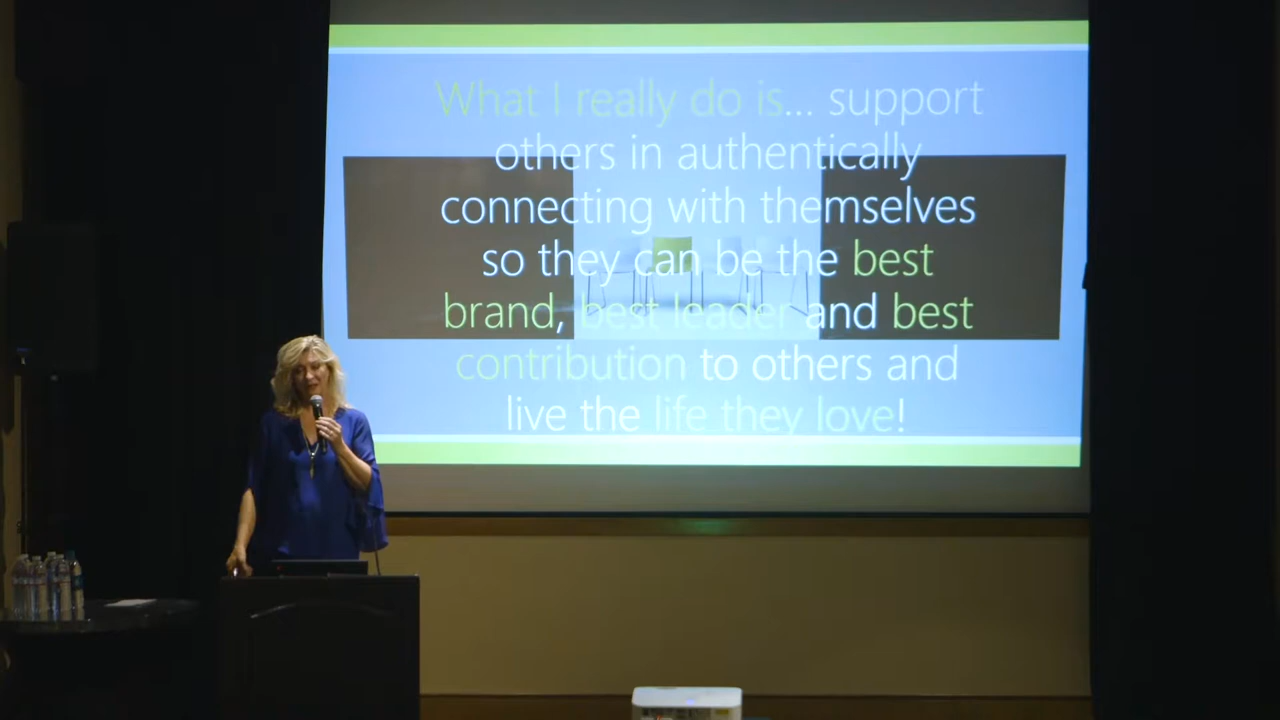 What I really do is... support
others in authentically
connecting with themselves
so they can be the best
brand, best leader and best
contribution to others and
live the life they love!